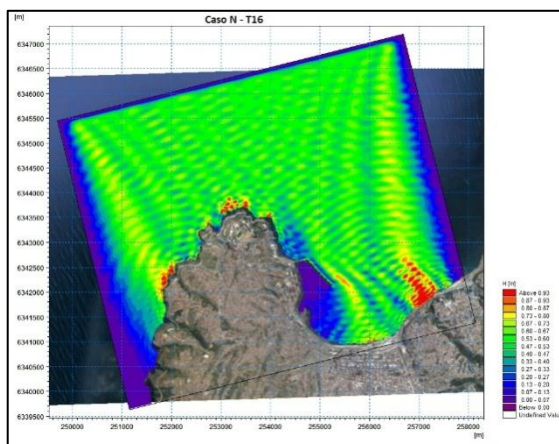 Caso N - T16
[m]
6347000
6346500
6346000
6345500
6345000
6344500
6344000
6343500
6343000
6342500
6342000
6341500
6341000
6340500
6340000
6339500
250000
251000
252000
253000
254000
255000
256000
257000
258000
[m]
H [m]
Above 0.93
0.87 - 0.93
0.80 - 0.87
0.73 - 0.80
0.67 - 0.73
0.60 - 0.67
0.53 - 0.60
0.47 - 0.53
0.40 - 0.47
0.33 - 0.40
0.27 - 0.33
0.20 - 0.27
0.13 - 0.20
0.07 - 0.13
0.00 - 0.07
Below 0.00
Undefined Valu